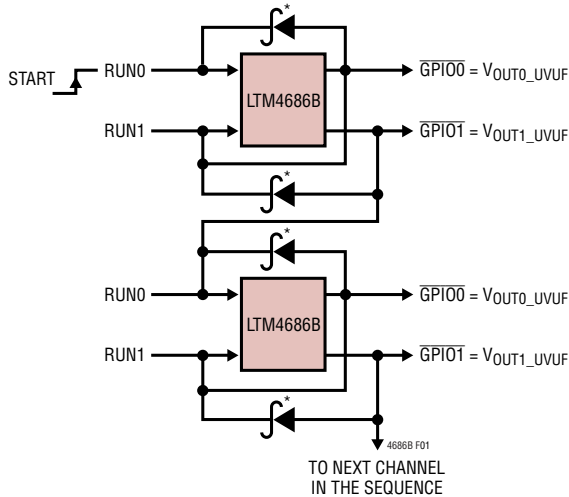 *
START
RUN0
LTM4686B
GPIO0 = VOUT0_UVUF
RUN1
GPIO1 = VOUT1_UVUF
*
*
RUN0
LTM4686B
GPIO0 = VOUT0_UVUF
RUN1
GPIO1 = VOUT1_UVUF
*
4686B F01
TO NEXT CHANNEL
IN THE SEQUENCE